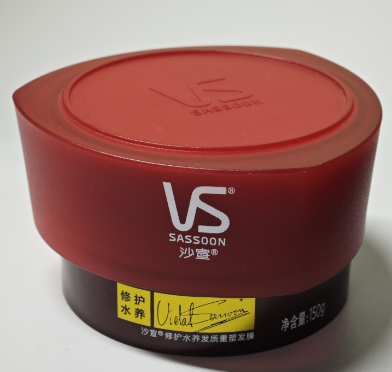 VS
SASSOON
VS®
SASSOON
沙宣®
修护
水养
Vidal Sassoon
净含量:150g
沙宣®修护水养发质重塑发膜